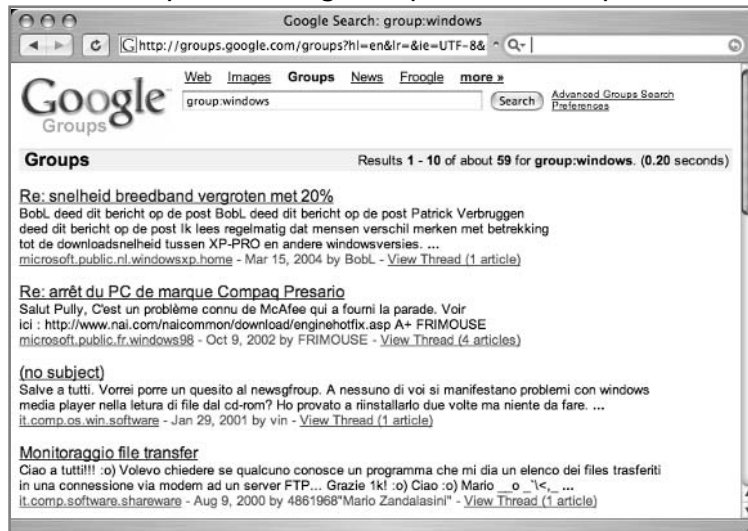 Google Search: group:windows
http://groups.google.com/groups?hl=en&lr=&ie=UTF-8&
Web Images Groups News Froogle more »
Google Groups
group:windows
Search
Advanced Groups Search
Preferences
Groups
Results 1 - 10 of about 59 for group:windows. (0.20 seconds)
Re: snelheid breedband vergroten met 20%
BobL deed dit bericht op de post BobL deed dit bericht op de post Patrick Verbruggen
deed dit bericht op de post Ik lees regelmatig dat mensen verschil merken met betrekking
tot de downloadsnelheid tussen XP-PRO en andere windowsversies. ...
microsoft.public.nl.windowsxp.home - Mar 15, 2004 by BobL - View Thread (1 article)
Re: arrêt du PC de marque Compaq Presario
Salut Pully, C'est un problème connu de McAfee qui a fourni la parade. Voir
ici : http://www.nai.com/naicommon/download/enginehotfix.asp A+ FRIMOUSE
microsoft.public.fr.windows98 - Oct 9, 2002 by FRIMOUSE - View Thread (4 articles)
(no subject)
Salve a tutti. Vorrei porre un quesito al newsgfroup. A nessuno di voi si manifestano problemi con windows
media player nella letura di file dal cd-rom? Ho provato a riinstallarlo due volte ma niente da fare. ...
it.comp.os.win.software - Jan 29, 2001 by vin - View Thread (1 article)
Monitoraggio file transfer
Ciao a tutti!!! :o) Volevo chiedere se qualcuno conosce un programma che mi dia un elenco dei files trasferiti
in una connessione via modem ad un server FTP... Grazie 1k! :o) Ciao :o) Mario __o _`\<,_ ...
it.comp.software.shareware - Aug 9, 2000 by 4861968"Mario Zandalasini" - View Thread (1 article)